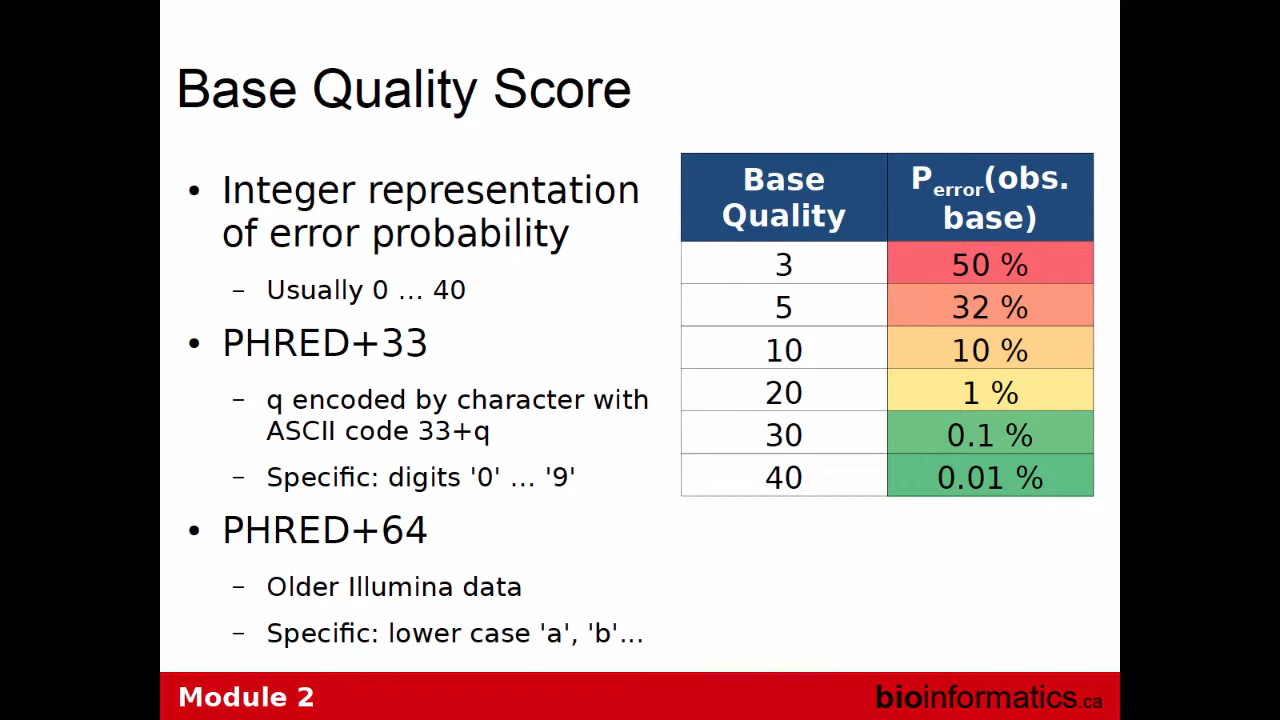 Base Quality Score
• Integer representation
of error probability
– Usually 0 ... 40
• PHRED+33
– q encoded by character with
ASCII code 33+q
– Specific: digits '0' ... '9'
• PHRED+64
– Older Illumina data
– Specific: lower case 'a', 'b'...
Base Quality	Perror(obs. base)
3	50 %
5	32 %
10	10 %
20	1 %
30	0.1 %
40	0.01 %
Module 2
bioinformatics.ca